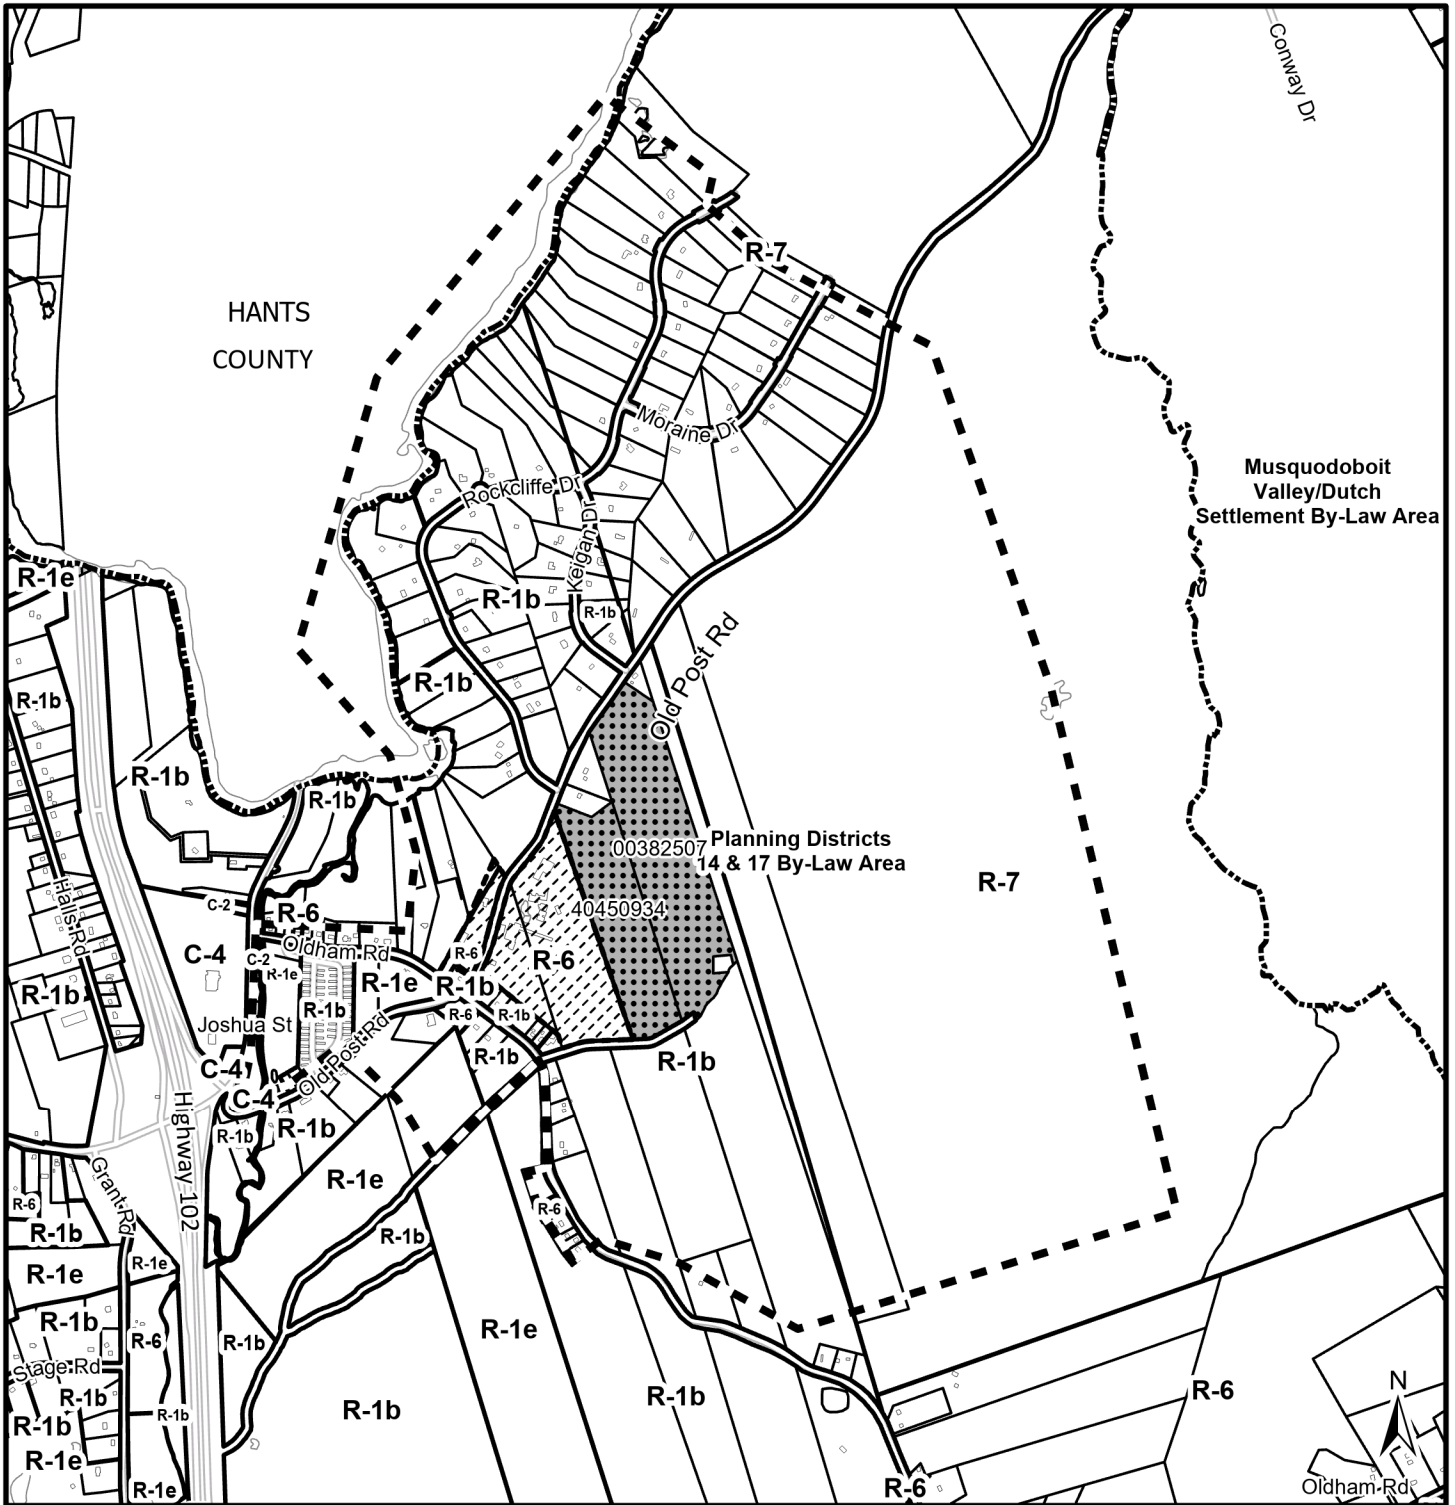 Conway Dr
R-7
HANTS
COUNTY
Moraine Dr
Musquodoboit
Valley/Dutch
Settlement By-Law Area
Rockcliffe Dr
Keigan Dr
R-1e
R-1b
R-1b
Old Post Rd
R-1b
R-1b
R-1b
R-1b
Planning Districts
14 & 17 By-Law Area
00382507
R-7
Halls Rd
C-2
R-6
40450934
Oldham Rd
C-4
C-2
R-6
R-6
R-1e
R-1e
R-1b
R-1b
R-1b
R-6
R-1b
Joshua St
Old Post Rd
R-1b
R-1b
C-4
C-4
Highway 102
R-1b
R-1b
Grant Rd
R-1e
R-6
R-6
R-1b
R-1b
R-1e
R-1e
R-1b
R-6
R-1b
R-1e
Stage Rd
R-1b
R-1b
R-1b
R-1b
R-1b
R-6
N
R-1b
R-1e
R-1e
R-6
Oldham Rd